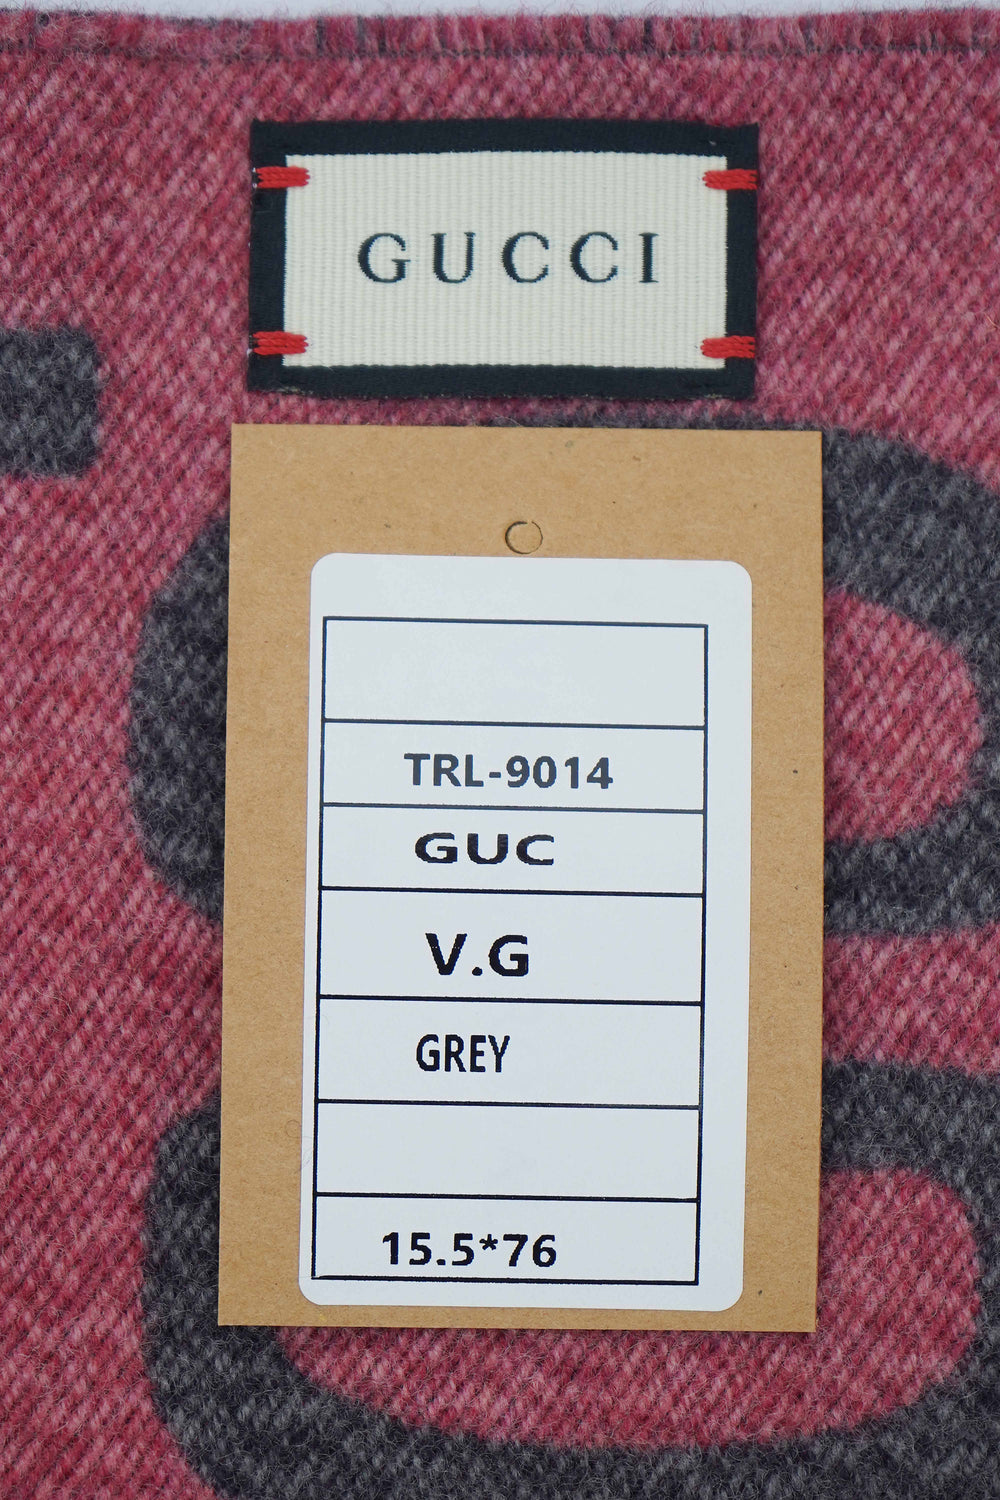 GUCCI
TRL-9014
GUC
V.G
GREY
15.5*76